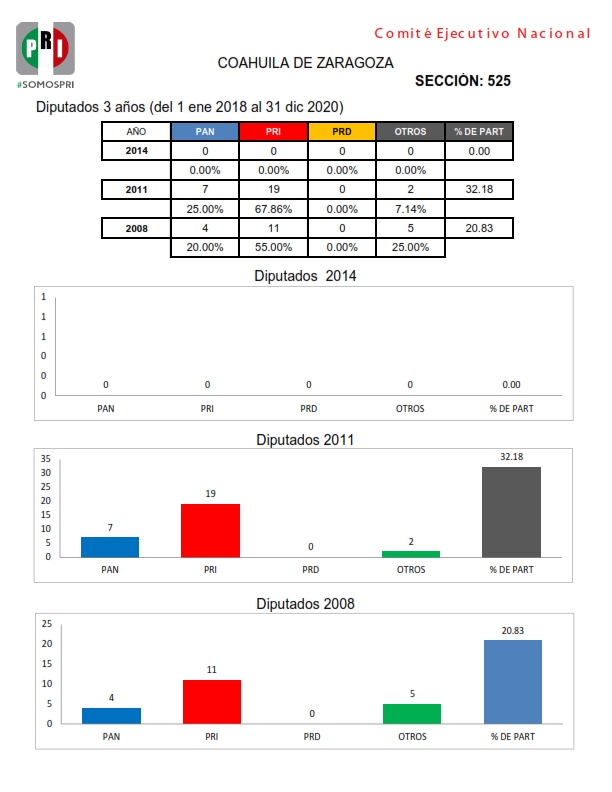 Comité Ejecutivo Nacional
PRI
#SOMOSPRI
COAHUILA DE ZARAGOZA
SECCIÓN: 525
Diputados 3 años (del 1 ene 2018 al 31 dic 2020)
AÑO PAN PRI PRD OTROS % DE PART
2014 0 0 0 0 0.00
0.00% 0.00% 0.00% 0.00%
2011 7 19 0 2 32.18
25.00% 67.86% 0.00% 7.14%
2008 4 11 0 5 20.83
20.00% 55.00% 0.00% 25.00%
Diputados 2014
1
1
1
0
0
0
0 0 0 0 0.00
PAN PRI PRD OTROS % DE PART
Diputados 2011
35
30
25
20
15
10
5
0
7 19 0 2 32.18
PAN PRI PRD OTROS % DE PART
Diputados 2008
25
20
15
10
5
0
4 11 0 5 20.83
PAN PRI PRD OTROS % DE PART